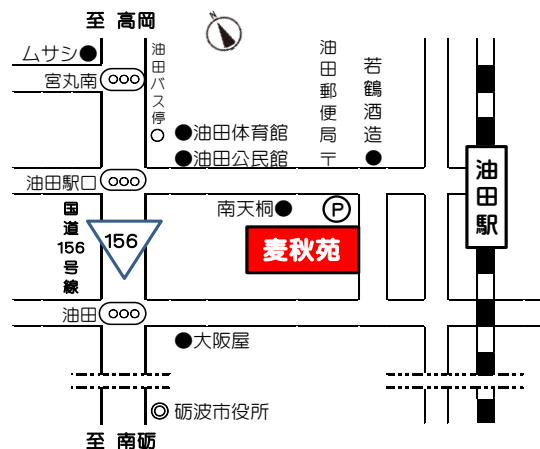 至 高岡
ムサシ
宮丸南
油田バス停
油田郵便局
〒
若鶴酒造
油田体育館
油田公民館
油田駅口
油田駅
国道156号線
156
南天桐
P
麦秋苑
油田
大阪屋
砺波市役所
至 南砺